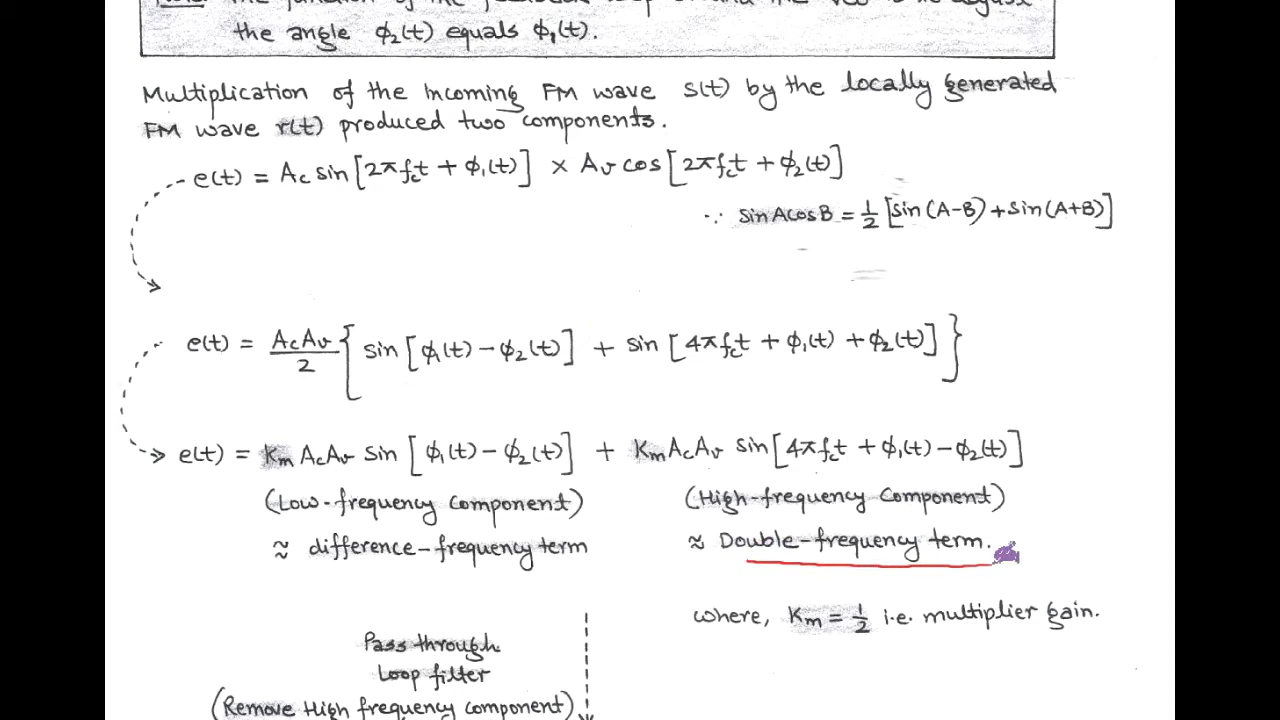 the angle ϕ₂(t) equals ϕ₁(t).
Multiplication of the incoming FM wave s(t) by the locally generated
FM wave r(t) produced two components.
e(t) = Ac sin [2πfct + ϕ₁(t)] × Av cos [2πfct + ϕ₂(t)]
∵ sinAcosB = 1/2 [sin(A-B) + sin(A+B)]
e(t) = AcAv/2 { sin [ϕ₁(t) - ϕ₂(t)] + sin [4πfct + ϕ₁(t) + ϕ₂(t)] }
e(t) = Km AcAv sin [ϕ₁(t) - ϕ₂(t)] + KmAcAv sin [4πfct + ϕ₁(t) - ϕ₂(t)]
(Low-frequency component) (High-frequency component)
≈ difference-frequency term ≈ Double-frequency term.
where, Km = 1/2 i.e. multiplier gain.
Pass through
Loop filter
(Remove High frequency component)